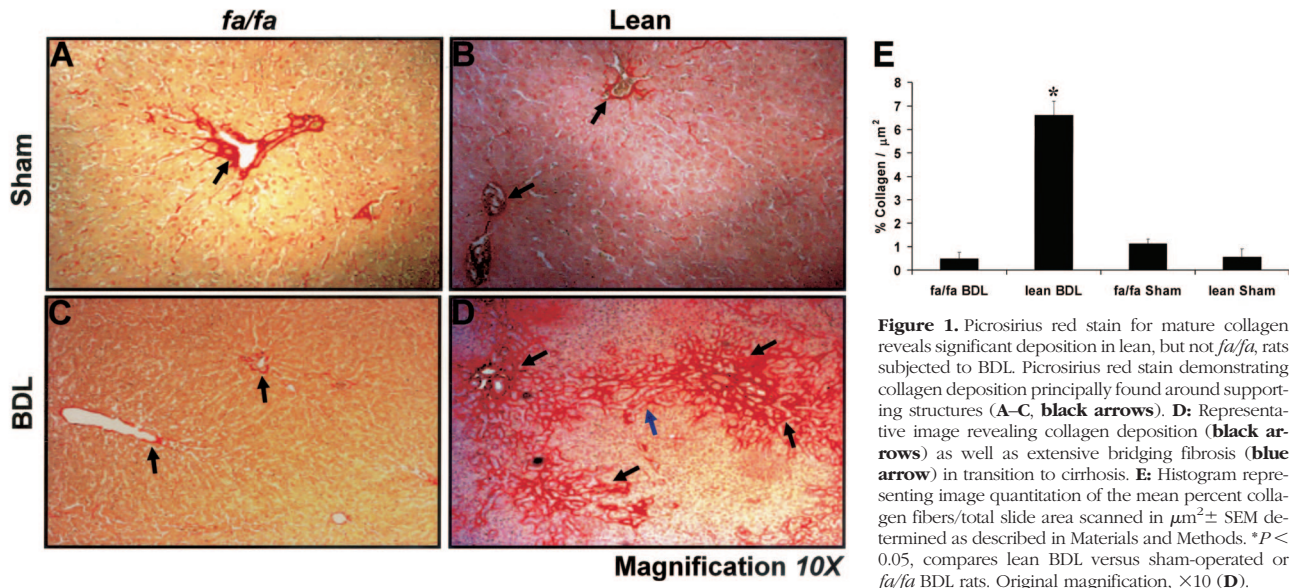 fa/fa
Lean
Sham
BDL
A
B
C
D
Magnification 10X
E
% Collagen / μm²
8
7
6
5
4
3
2
1
0
*
fa/fa BDL
lean BDL
fa/fa Sham
lean Sham
Figure 1. Picrosirius red stain for mature collagen
reveals significant deposition in lean, but not fa/fa, rats
subjected to BDL. Picrosirius red stain demonstrating
collagen deposition principally found around support-
ing structures (A–C, black arrows). D: Representa-
tive image revealing collagen deposition (black ar-
rows) as well as extensive bridging fibrosis (blue
arrow) in transition to cirrhosis. E: Histogram repre-
senting image quantitation of the mean percent colla-
gen fibers/total slide area scanned in μm² ± SEM de-
termined as described in Materials and Methods. *P <
0.05, compares lean BDL versus sham-operated or
fa/fa BDL rats. Original magnification, ×10 (D).